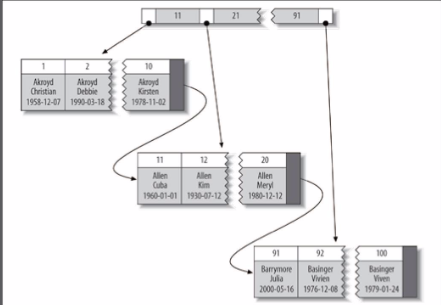 11 21 91
1 2 10
Akroyd Christian 1958-12-07
Akroyd Debbie 1990-03-18
Akroyd Kirsten 1978-11-02
11 12 20
Allen Cuba 1960-01-01
Allen Kim 1930-07-12
Allen Meryl 1980-12-12
91 92 100
Barrymore Julia 2000-05-16
Basinger Vivien 1976-12-08
Basinger Viven 1979-01-24